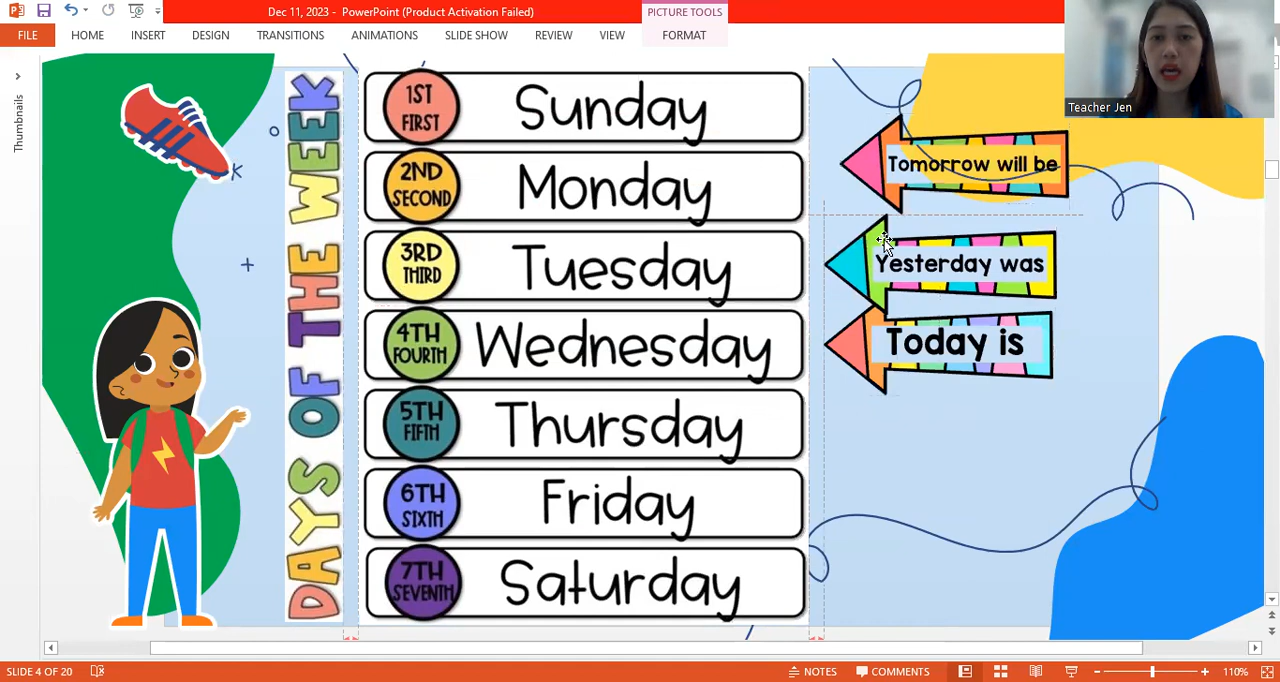 Dec 11, 2023 - PowerPoint (Product Activation Failed)
PICTURE TOOLS
FILE HOME INSERT DESIGN TRANSITIONS ANIMATIONS SLIDE SHOW REVIEW VIEW FORMAT
Teacher Jen
Thumbnails
DAYS OF THE WEEK
1ST FIRST
Sunday
2ND SECOND
Monday
3RD THIRD
Tuesday
4TH FOURTH
Wednesday
5TH FIFTH
Thursday
6TH SIXTH
Friday
7TH SEVENTH
Saturday
Tomorrow will be
Yesterday was
Today is
SLIDE 4 OF 20 NOTES COMMENTS 110%